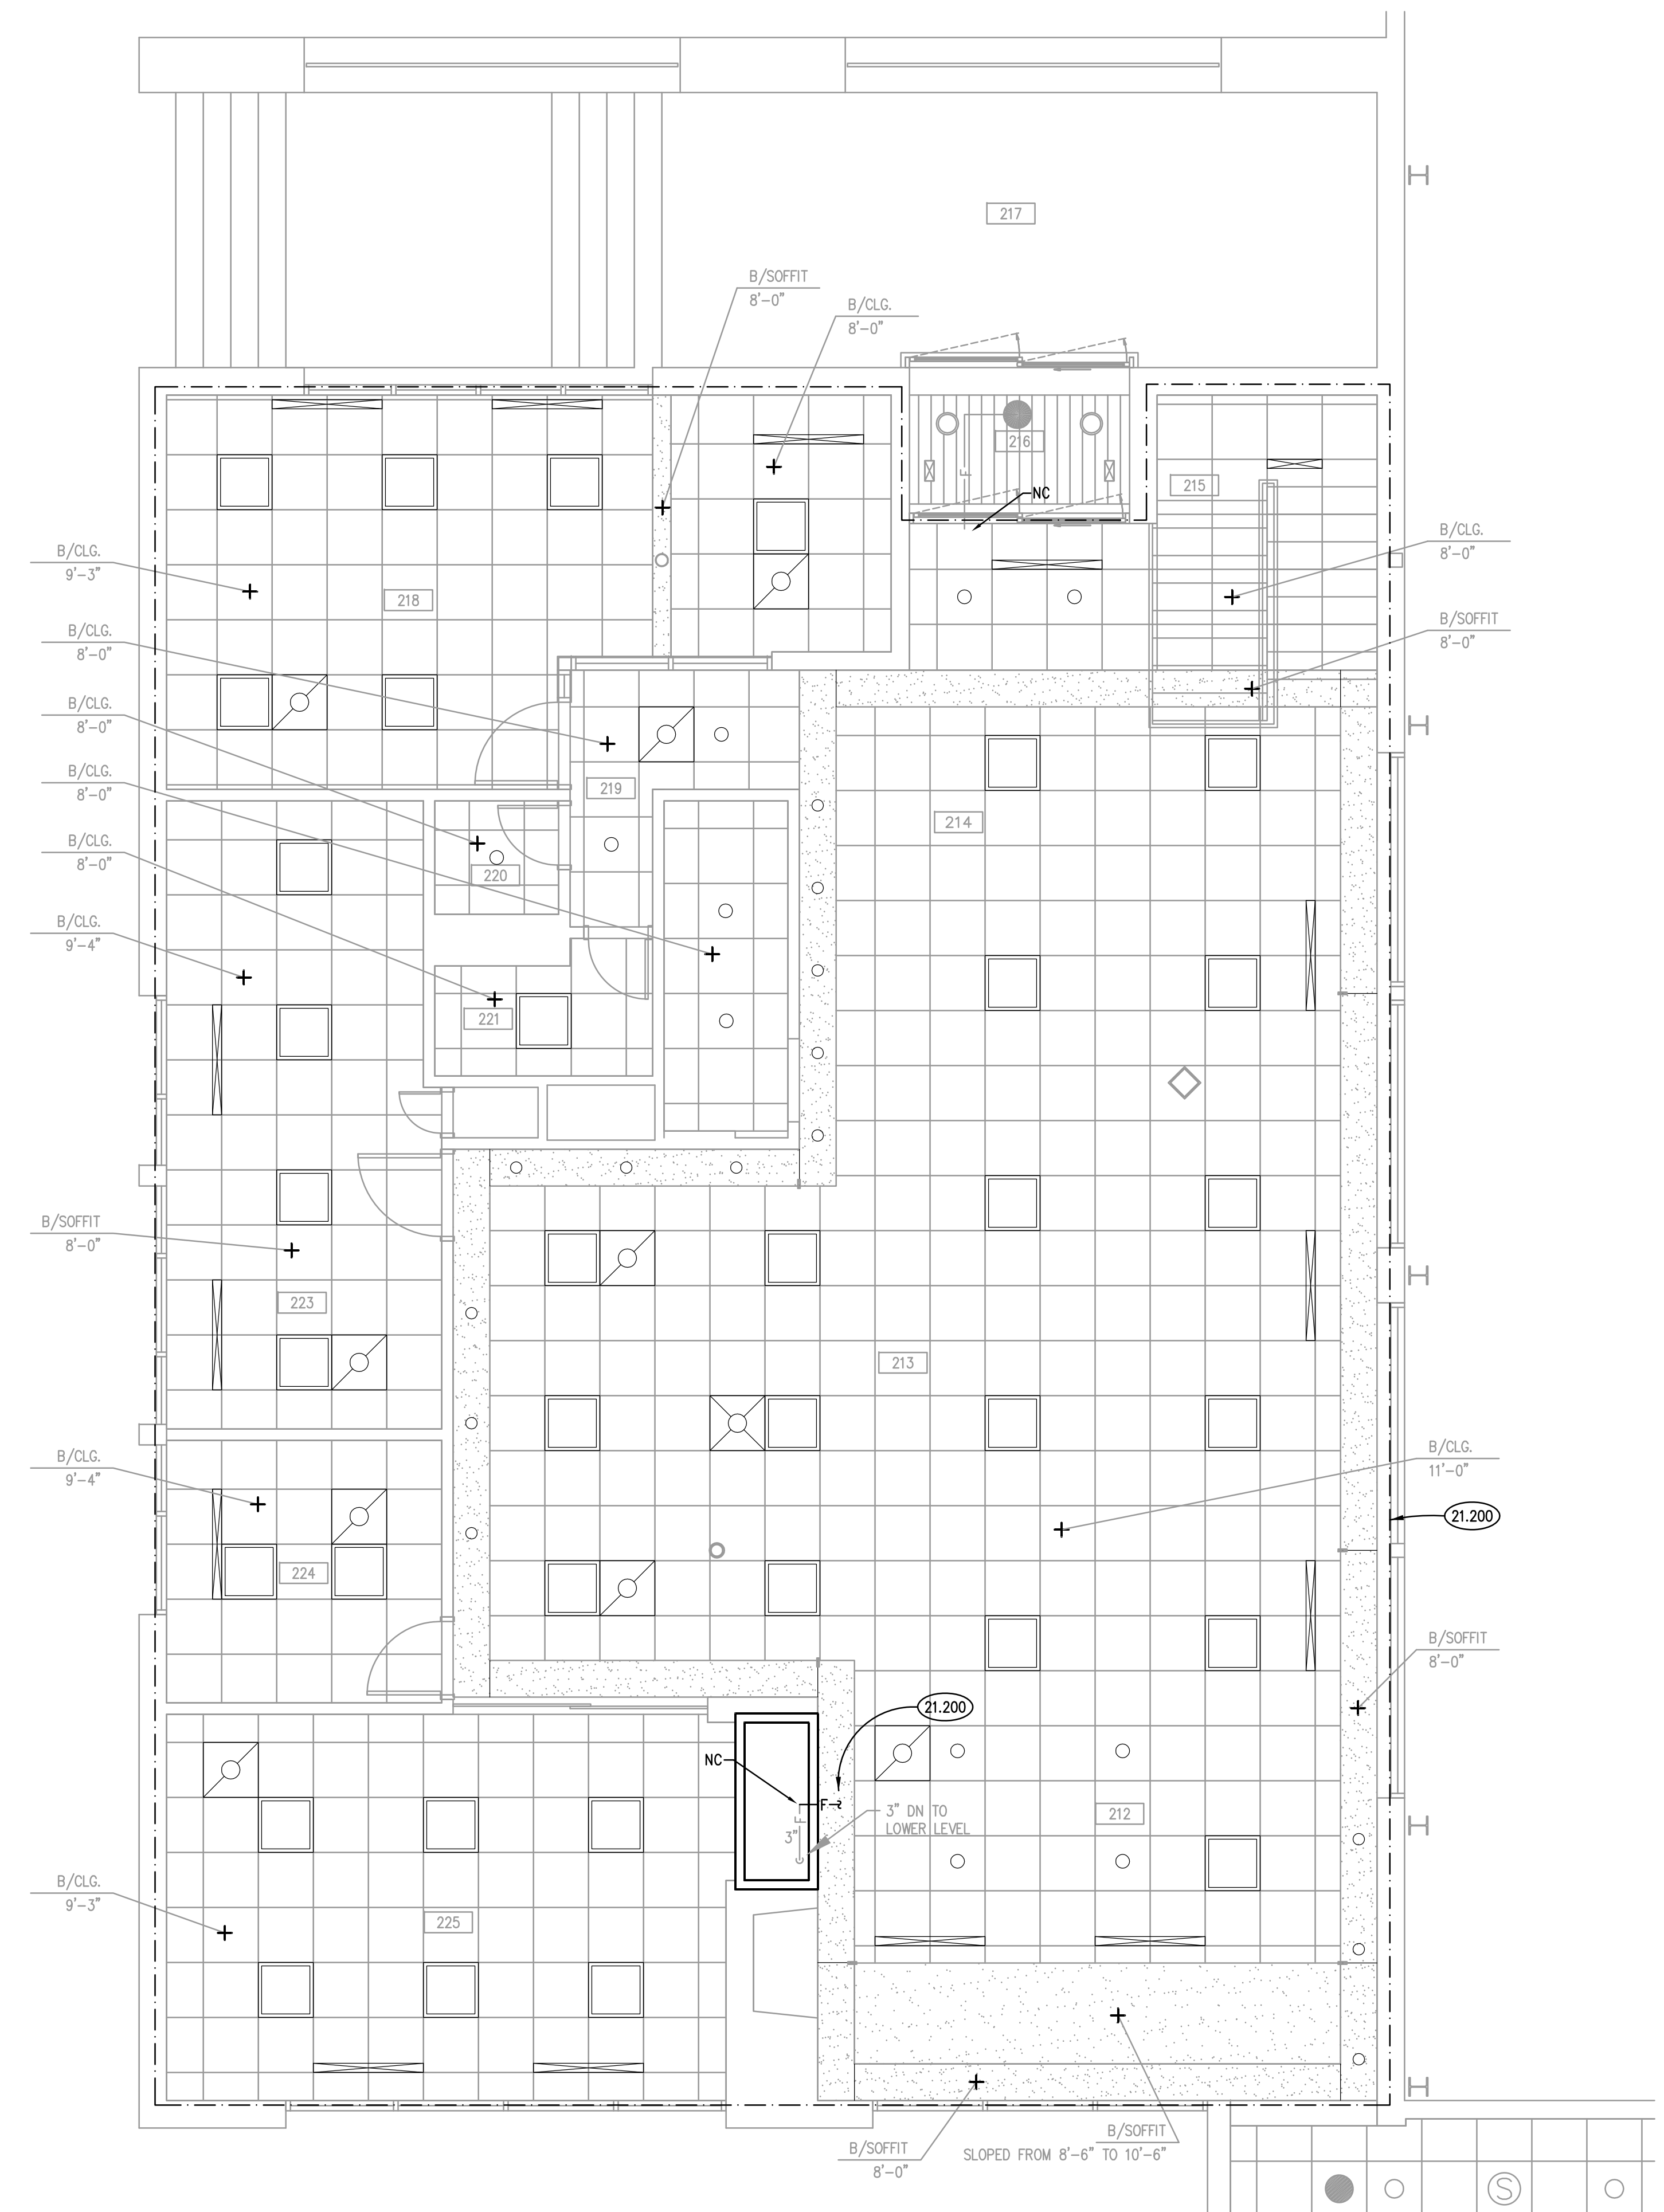 217
B/SOFFIT
8'-0"
B/CLG.
8'-0"
216
F
NC
215
B/CLG.
8'-0"
B/CLG.
9'-3"
218
B/SOFFIT
8'-0"
B/CLG.
8'-0"
B/CLG.
8'-0"
B/CLG.
8'-0"
219
214
B/CLG.
8'-0"
220
B/CLG.
9'-4"
221
B/SOFFIT
8'-0"
223
213
B/CLG.
11'-0"
B/CLG.
9'-4"
21.200
224
B/SOFFIT
8'-0"
21.200
NC
F
F
3"
3" DN TO
LOWER LEVEL
212
B/CLG.
9'-3"
225
B/SOFFIT
8'-0"
B/SOFFIT
SLOPED FROM 8'-6" TO 10'-6"
S